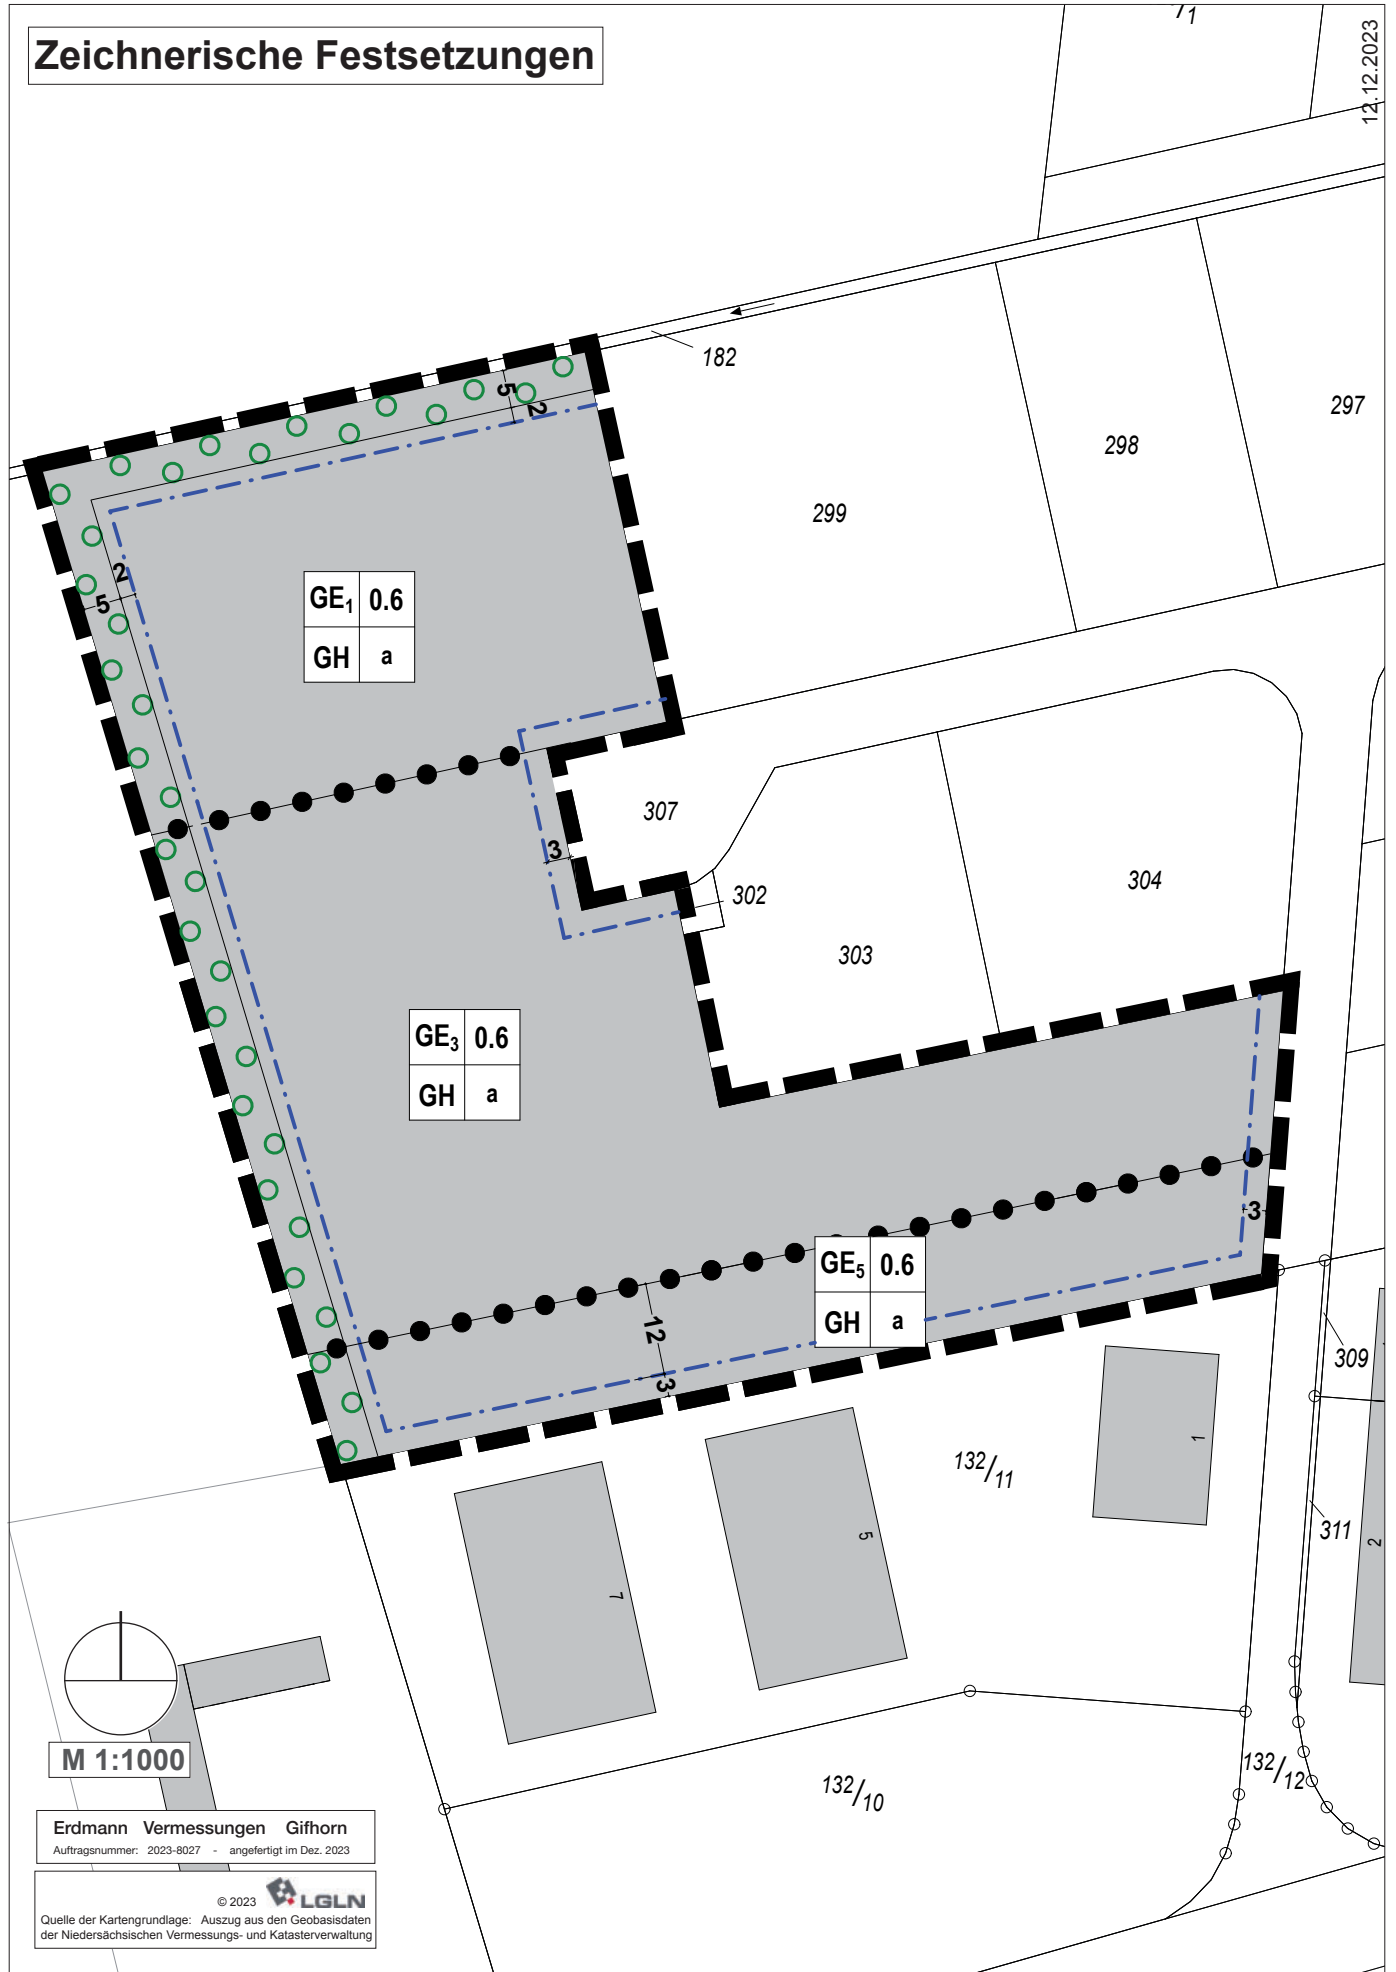 Zeichnerische Festsetzungen
12.12.2023
/1
182
297
298
299
5
2
2
5
GE1 0.6
GH a
307
3
302
304
303
GE3 0.6
GH a
3
GE5 0.6
GH a
12
3
309
132/11
1
5
7
311
2
M 1:1000
132/12
132/10
Erdmann Vermessungen Gifhorn
Auftragsnummer: 2023-8027 - angefertigt im Dez. 2023
© 2023 LGLN
Quelle der Kartengrundlage: Auszug aus den Geobasisdaten
der Niedersächsischen Vermessungs- und Katasterverwaltung